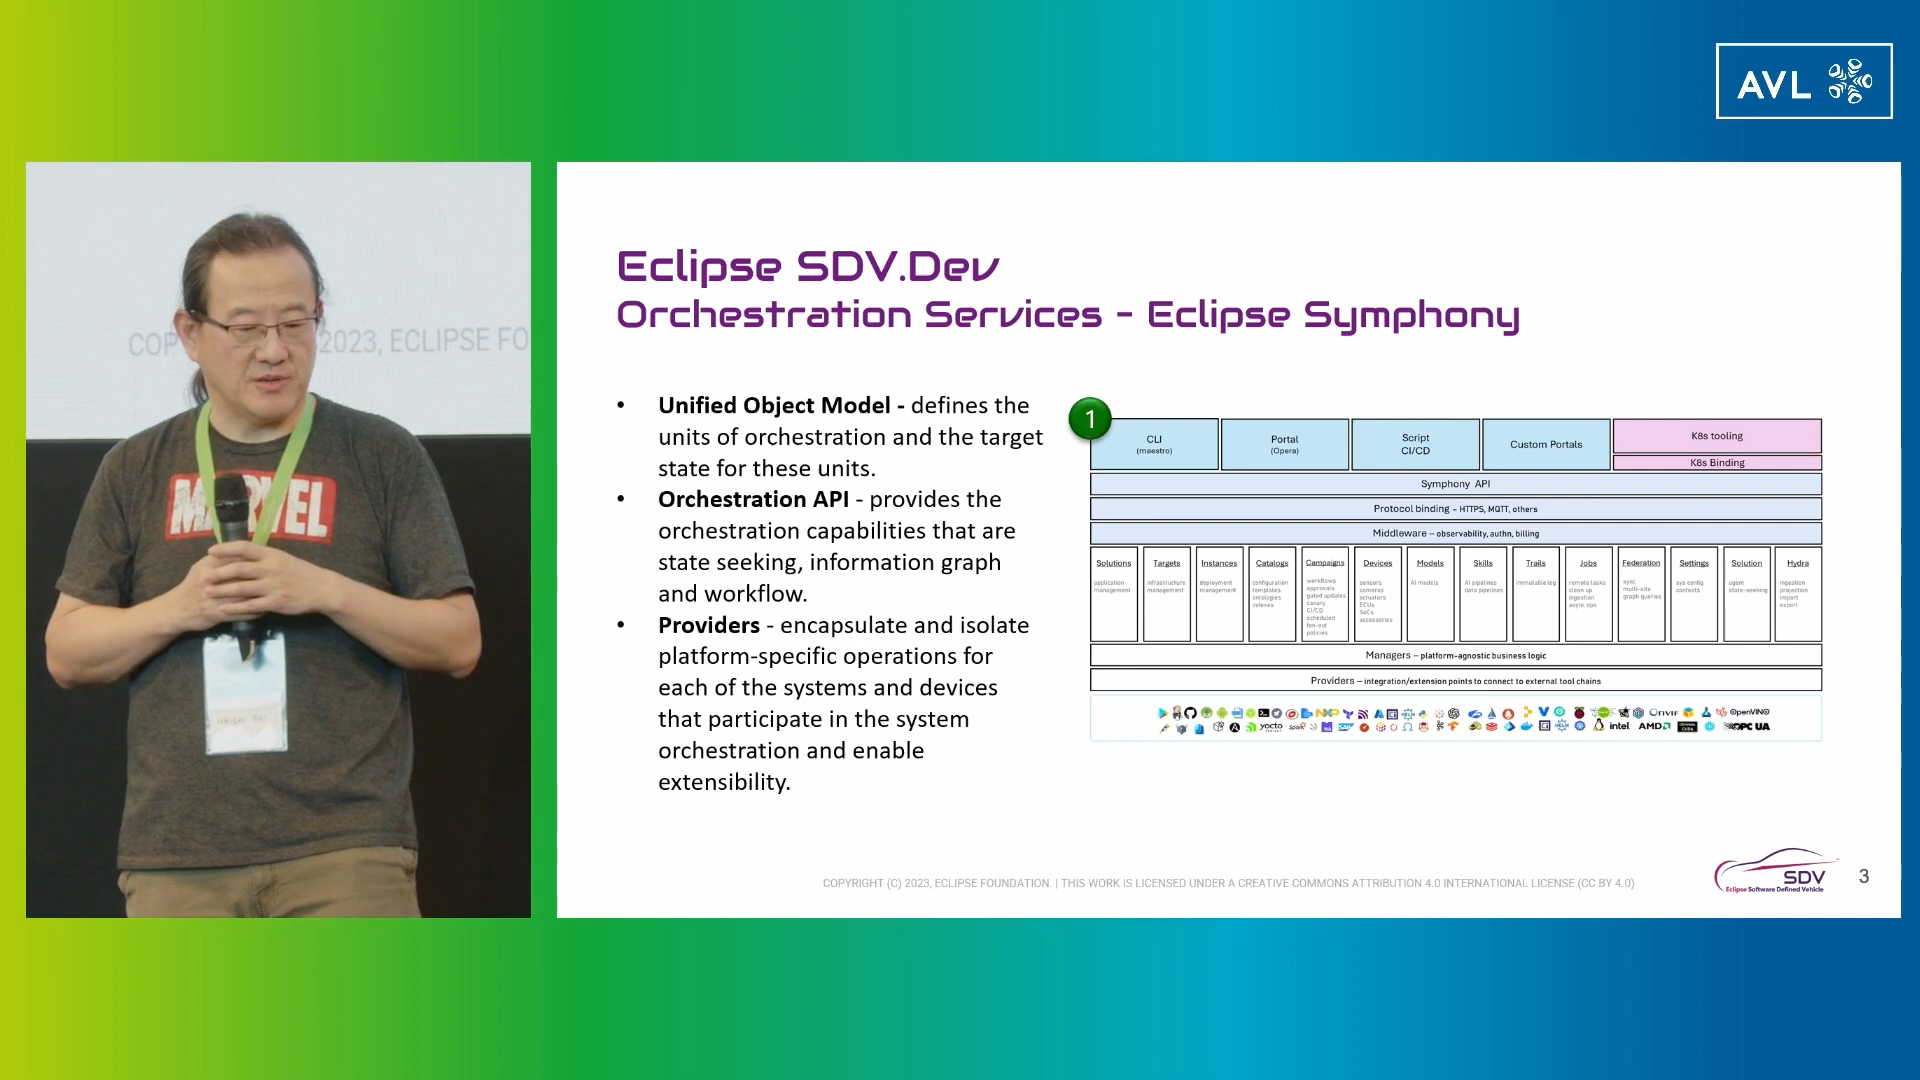 AVL
COP
2023, ECLIPSE FO
MARVEL
Eclipse SDV.Dev
Orchestration Services - Eclipse Symphony
• Unified Object Model - defines the
units of orchestration and the target
state for these units.
• Orchestration API - provides the
orchestration capabilities that are
state seeking, information graph
and workflow.
• Providers - encapsulate and isolate
platform-specific operations for
each of the systems and devices
that participate in the system
orchestration and enable
extensibility.
1
CLI
(maestro)
Portal
(Opera)
Script
CI/CD
Custom Portals
K8s tooling
K8s Binding
Symphony API
Protocol binding - HTTPS, MQTT, others
Middleware – observability, authn, billing
Solutions
application
management
Targets
infrastructure
management
Instances
deployment
management
Catalogs
configuration
templates
ontologies
indexes
Campaigns
workflows
approvals
gated updates
canary
CI/CD
scheduled
fan-out
policies
Devices
sensors
cameras
actuators
ECUs
SoCs
accessories
Models
AI models
Skills
AI pipelines
data pipelines
Trails
immutable log
Jobs
remote tasks
clean up
ingestion
async ops
Federation
sync
multi-site
graph queries
Settings
sys config
contexts
Solution
agent
state-seeking
Hydra
ingestion
projection
import
export
Managers – platform-agnostic business logic
Providers – integration/extension points to connect to external tool chains
NXP
HELM
ONVIF
OpenVINO
yocto
Spark
SAP
HELM
intel
AMD
OPC UA
COPYRIGHT (C) 2023, ECLIPSE FOUNDATION. | THIS WORK IS LICENSED UNDER A CREATIVE COMMONS ATTRIBUTION 4.0 INTERNATIONAL LICENSE (CC BY 4.0)
SDV
Eclipse Software Defined Vehicle
3